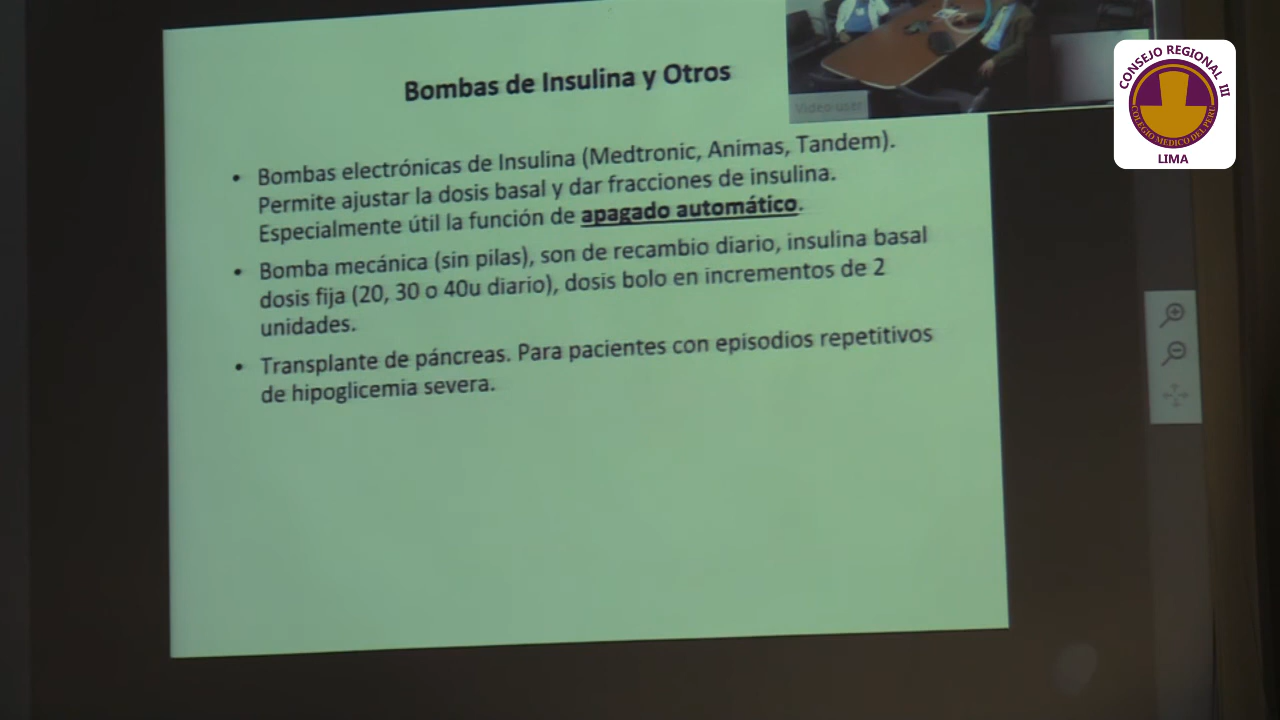 Bombas de Insulina y Otros
Video user
CONSEJO REGIONAL III
COLEGIO MEDICO DEL PERU
LIMA
• Bombas electrónicas de Insulina (Medtronic, Animas, Tandem).
Permite ajustar la dosis basal y dar fracciones de insulina.
Especialmente útil la función de apagado automático.
• Bomba mecánica (sin pilas), son de recambio diario, insulina basal
dosis fija (20, 30 o 40u diario), dosis bolo en incrementos de 2
unidades.
• Transplante de páncreas. Para pacientes con episodios repetitivos
de hipoglicemia severa.